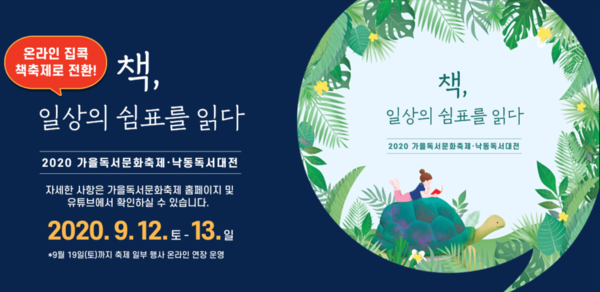 온라인 집콕
책축제로 전환!
책,
일상의 쉼표를 읽다
2020 가을독서문화축제·낙동독서대전
자세한 사항은 가을독서문화축제 홈페이지 및
유튜브에서 확인하실 수 있습니다.
2020. 9. 12.토 - 13.일
*9월 19일(토)까지 축제 일부 행사 온라인 연장 운영
책,
일상의 쉼표를 읽다
2020 가을독서문화축제·낙동독서대전